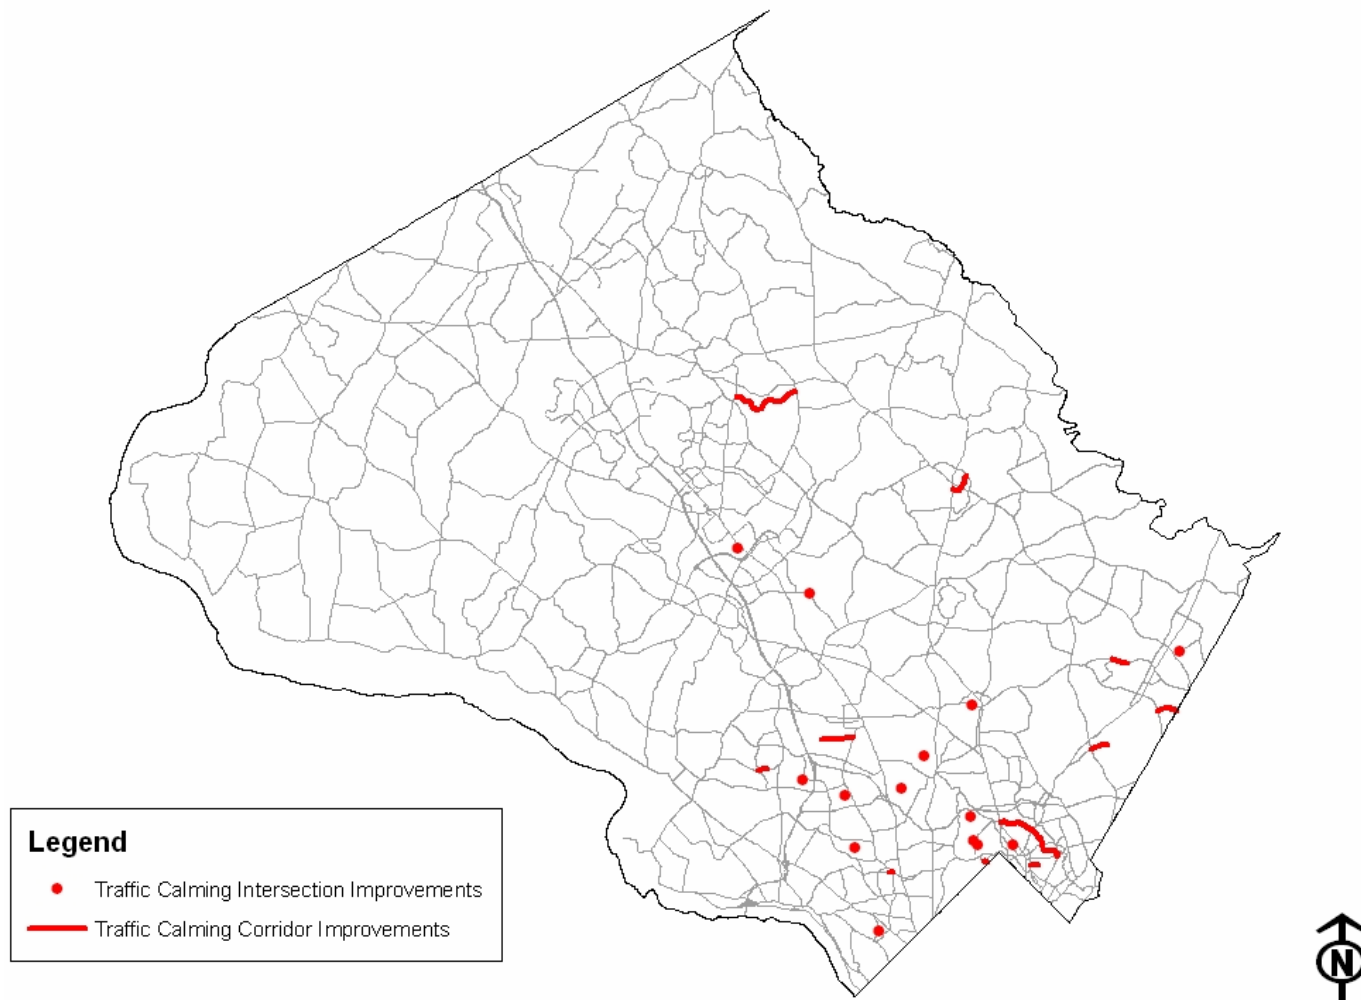 Legend
Traffic Calming Intersection Improvements
Traffic Calming Corridor Improvements
N